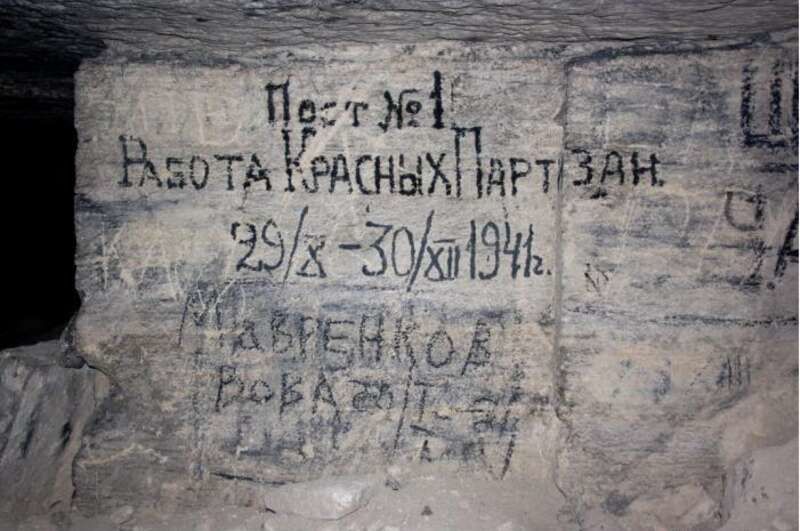 Пост №1
РАБОТА КРАСНЫХ ПАРТИЗАН.
29/X – 30/XII 1941г.
ЛАВРЕНКОВ
ВОВА